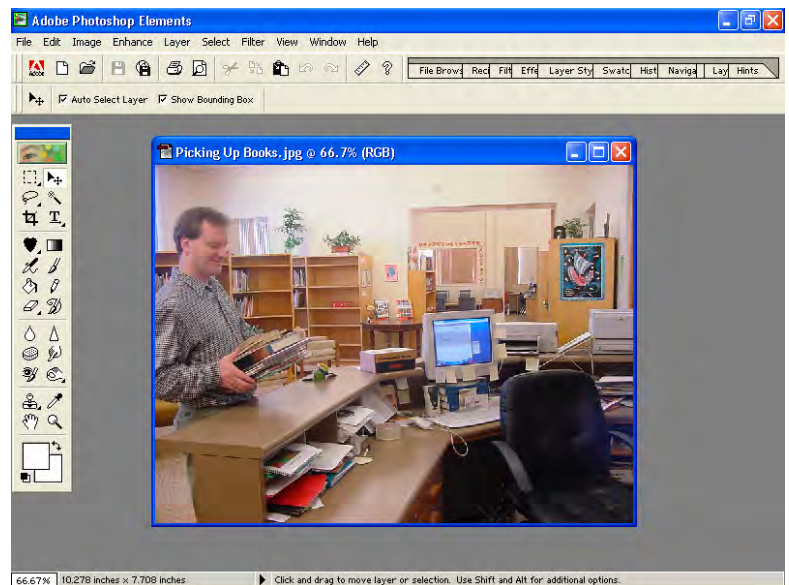 Adobe Photoshop Elements
File Edit Image Enhance Layer Select Filter View Window Help
Adobe
File Brows Reci Filt Effe Layer Sty Swatc Hist Naviga Lay Hints
Auto Select Layer Show Bounding Box
Picking Up Books.jpg @ 66.7% (RGB)
T
66.67% 10.278 inches x 7.708 inches Click and drag to move layer or selection. Use Shift and Alt for additional options.